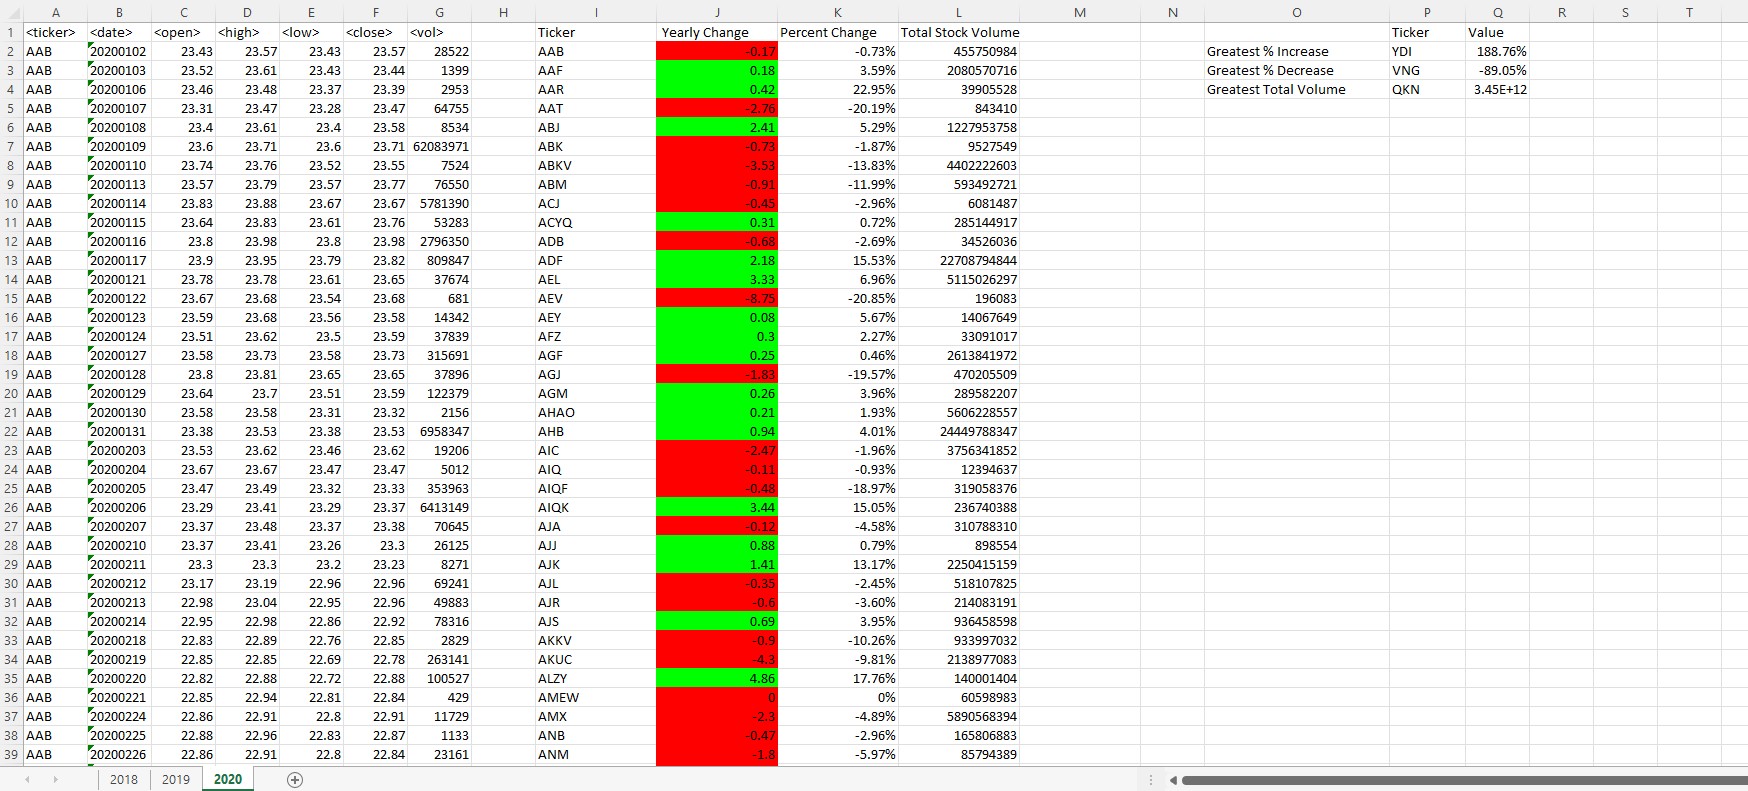 A B C D E F G H I J K L M N O P Q R S T
1 <ticker> <date> <open> <high> <low> <close> <vol> Ticker Yearly Change Percent Change Total Stock Volume Ticker Value
2 AAB 20200102 23.43 23.57 23.43 23.57 28522 AAB -0.17 -0.73% 455750984 Greatest % Increase YDI 188.76%
3 AAB 20200103 23.52 23.61 23.43 23.44 1399 AAF 0.18 3.59% 2080570716 Greatest % Decrease VNG -89.05%
4 AAB 20200106 23.46 23.48 23.37 23.39 2953 AAR 0.42 22.95% 39905528 Greatest Total Volume QKN 3.45E+12
5 AAB 20200107 23.31 23.47 23.28 23.47 64755 AAT -2.76 -20.19% 843410
6 AAB 20200108 23.4 23.61 23.4 23.58 8534 ABJ 2.41 5.29% 1227953758
7 AAB 20200109 23.6 23.71 23.6 23.71 62083971 ABK -0.73 -1.87% 9527549
8 AAB 20200110 23.74 23.76 23.52 23.55 7524 ABKV -3.53 -13.83% 4402222603
9 AAB 20200113 23.57 23.79 23.57 23.77 76550 ABM -0.91 -11.99% 593492721
10 AAB 20200114 23.83 23.88 23.67 23.67 5781390 ACJ -0.45 -2.96% 6081487
11 AAB 20200115 23.64 23.83 23.61 23.76 53283 ACYQ 0.31 0.72% 285144917
12 AAB 20200116 23.8 23.98 23.8 23.98 2796350 ADB -0.68 -2.69% 34526036
13 AAB 20200117 23.9 23.95 23.79 23.82 809847 ADF 2.18 15.53% 22708794844
14 AAB 20200121 23.78 23.78 23.61 23.65 37674 AEL 3.33 6.96% 5115026297
15 AAB 20200122 23.67 23.68 23.54 23.68 681 AEV -8.75 -20.85% 196083
16 AAB 20200123 23.59 23.68 23.56 23.58 14342 AEY 0.08 5.67% 14067649
17 AAB 20200124 23.51 23.62 23.5 23.59 37839 AFZ 0.3 2.27% 33091017
18 AAB 20200127 23.58 23.73 23.58 23.73 315691 AGF 0.25 0.46% 2613841972
19 AAB 20200128 23.8 23.81 23.65 23.65 37896 AGJ -1.83 -19.57% 470205509
20 AAB 20200129 23.64 23.7 23.51 23.59 122379 AGM 0.26 3.96% 289582207
21 AAB 20200130 23.58 23.58 23.31 23.32 2156 AHAO 0.21 1.93% 5606228557
22 AAB 20200131 23.38 23.53 23.38 23.53 6958347 AHB 0.94 4.01% 24449788347
23 AAB 20200203 23.53 23.62 23.46 23.62 19206 AIC -2.47 -1.96% 3756341852
24 AAB 20200204 23.67 23.67 23.47 23.47 5012 AIQ -0.11 -0.93% 12394637
25 AAB 20200205 23.47 23.49 23.32 23.33 353963 AIQF -0.48 -18.97% 319058376
26 AAB 20200206 23.29 23.41 23.29 23.37 6413149 AIQK 3.44 15.05% 236740388
27 AAB 20200207 23.37 23.48 23.37 23.38 70645 AJA -0.12 -4.58% 310788310
28 AAB 20200210 23.37 23.41 23.26 23.3 26125 AJJ 0.88 0.79% 898554
29 AAB 20200211 23.3 23.3 23.2 23.23 8271 AJK 1.41 13.17% 2250415159
30 AAB 20200212 23.17 23.19 22.96 22.96 69241 AJL -0.35 -2.45% 518107825
31 AAB 20200213 22.98 23.04 22.95 22.96 49883 AJR -0.6 -3.60% 214083191
32 AAB 20200214 22.95 22.98 22.86 22.92 78316 AJS 0.69 3.95% 936458598
33 AAB 20200218 22.83 22.89 22.76 22.85 2829 AKKV -0.9 -10.26% 933997032
34 AAB 20200219 22.85 22.85 22.69 22.78 263141 AKUC -4.3 -9.81% 2138977083
35 AAB 20200220 22.82 22.88 22.72 22.88 100527 ALZY 4.86 17.76% 140001404
36 AAB 20200221 22.85 22.94 22.81 22.84 429 AMEW 0 0% 60598983
37 AAB 20200224 22.86 22.91 22.8 22.91 11729 AMX -2.3 -4.89% 5890568394
38 AAB 20200225 22.88 22.96 22.83 22.87 1133 ANB -0.47 -2.96% 165806883
39 AAB 20200226 22.86 22.91 22.8 22.84 23161 ANM -1.8 -5.97% 85794389
2018 2019 2020